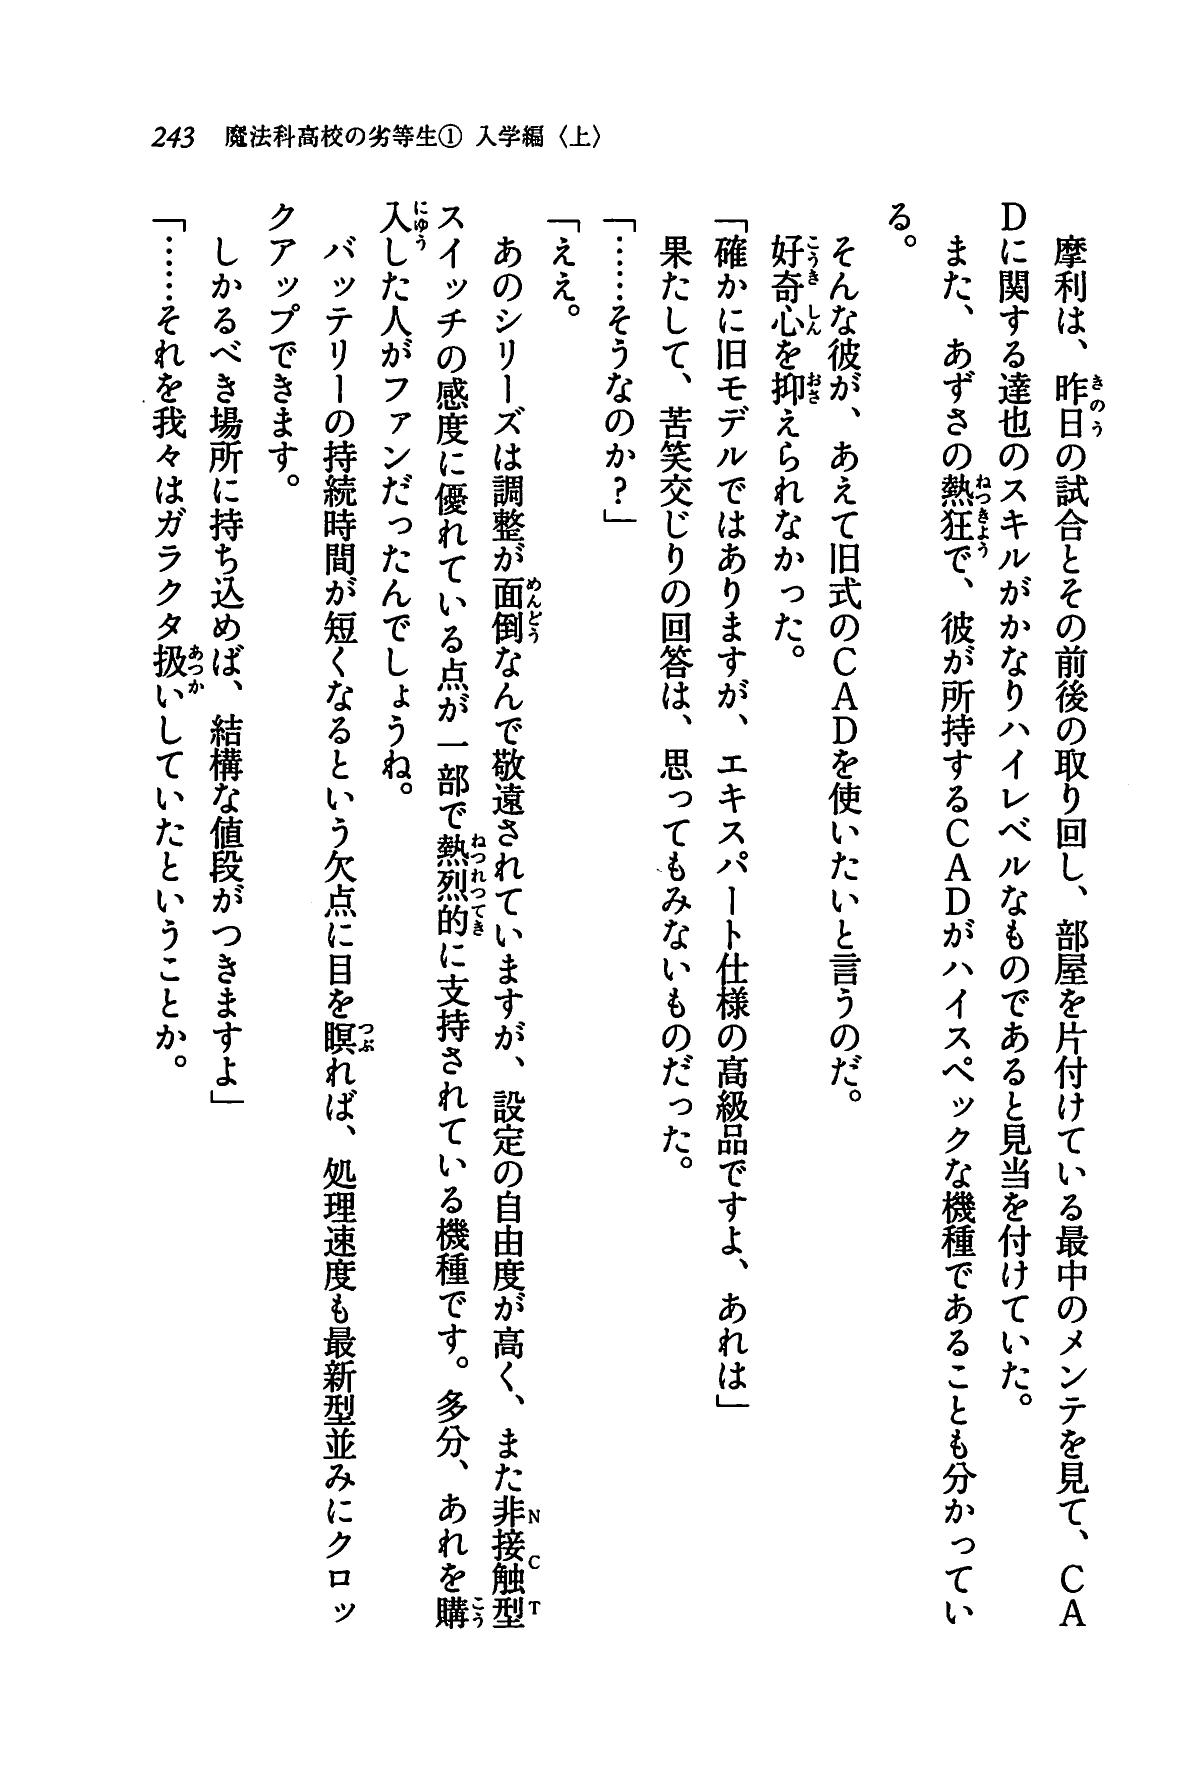 243 魔法科高校の劣等生① 入学編〈上〉
摩利は、昨日の試合とその前後の取り回し、部屋を片付けている最中のメンテを見て、ＣＡ
Ｄに関する達也のスキルがかなりハイレベルなものであると見当を付けていた。
また、あずさの熱狂で、彼が所持するＣＡＤがハイスペックな機種であることも分かってい
る。
そんな彼が、あえて旧式のＣＡＤを使いたいと言うのだ。
好奇心を抑えられなかった。
「確かに旧モデルではありますが、エキスパート仕様の高級品ですよ、あれは」
果たして、苦笑交じりの回答は、思ってもみないものだった。
「……そうなのか？」
「ええ。
あのシリーズは調整が面倒なんで敬遠されていますが、設定の自由度が高く、また非接触型
スイッチの感度に優れている点が一部で熱烈的に支持されている機種です。多分、あれを購
入した人がファンだったんでしょうね。
バッテリーの持続時間が短くなるという欠点に目を瞑れば、処理速度も最新型並みにクロッ
クアップできます。
しかるべき場所に持ち込めば、結構な値段がつきますよ」
「……それを我々はガラクタ扱いしていたということか。